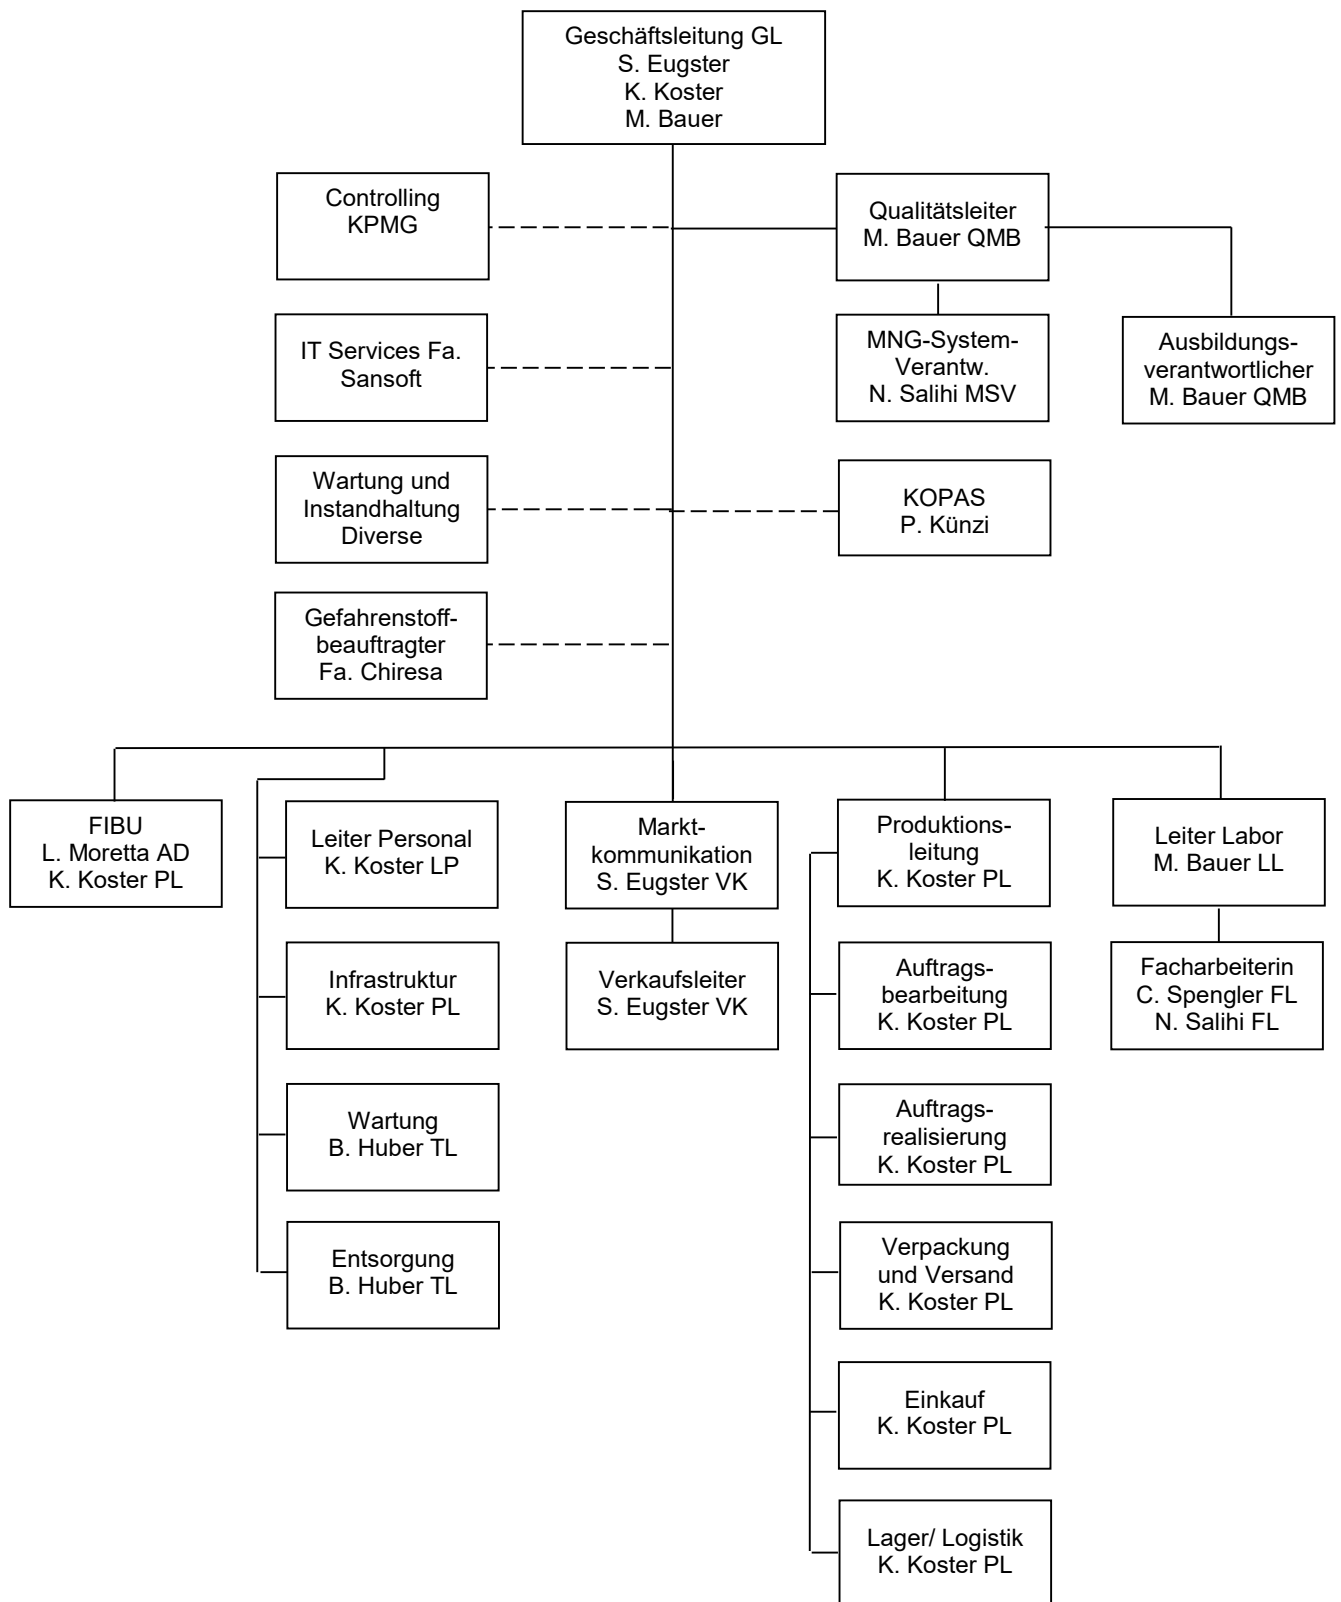 Geschäftsleitung GL
S. Eugster
K. Koster
M. Bauer
Controlling
KPMG
Qualitätsleiter
M. Bauer QMB
IT Services Fa.
Sansoft
MNG-System-
Verantw.
N. Salihi MSV
Ausbildungs-
verantwortlicher
M. Bauer QMB
Wartung und
Instandhaltung
Diverse
KOPAS
P. Künzi
Gefahrenstoff-
beauftragter
Fa. Chiresa
FIBU
L. Moretta AD
K. Koster PL
Leiter Personal
K. Koster LP
Markt-
kommunikation
S. Eugster VK
Produktions-
leitung
K. Koster PL
Leiter Labor
M. Bauer LL
Infrastruktur
K. Koster PL
Verkaufsleiter
S. Eugster VK
Auftrags-
bearbeitung
K. Koster PL
Facharbeiterin
C. Spengler FL
N. Salihi FL
Wartung
B. Huber TL
Auftrags-
realisierung
K. Koster PL
Entsorgung
B. Huber TL
Verpackung
und Versand
K. Koster PL
Einkauf
K. Koster PL
Lager/ Logistik
K. Koster PL